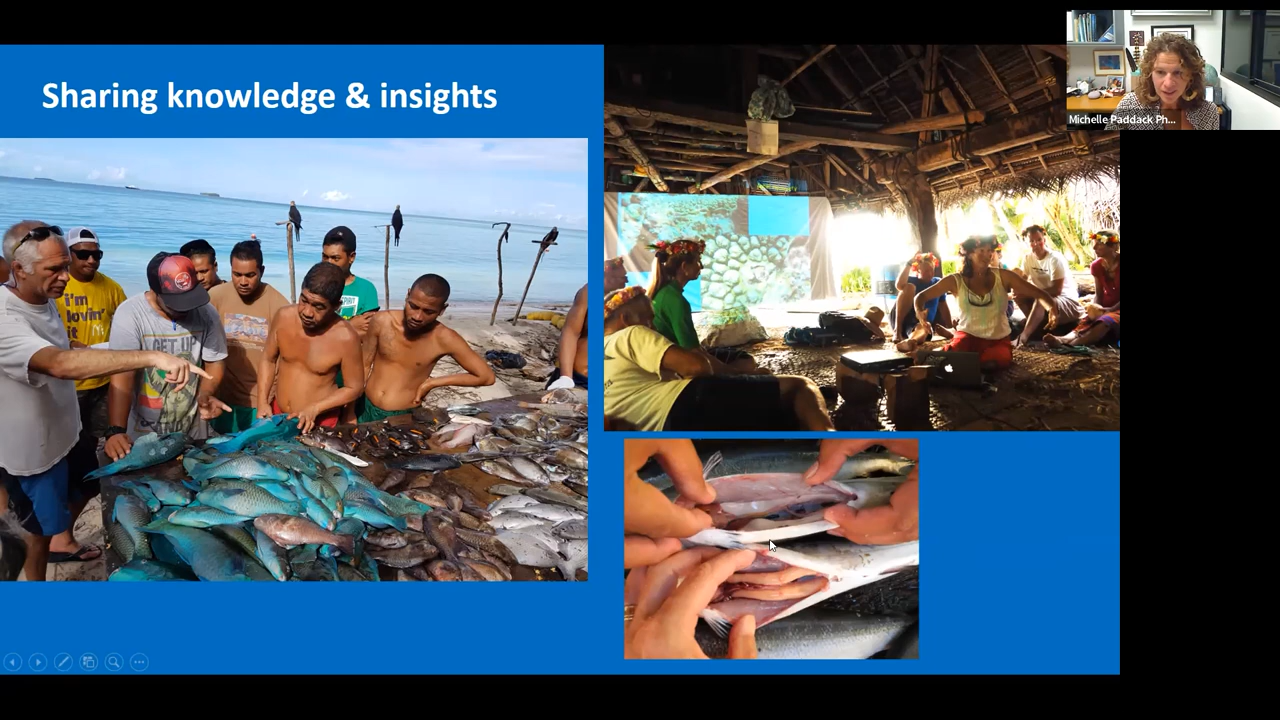 Sharing knowledge & insights
Michelle Paddack Ph...
i'm
lovin'
it
GET UP